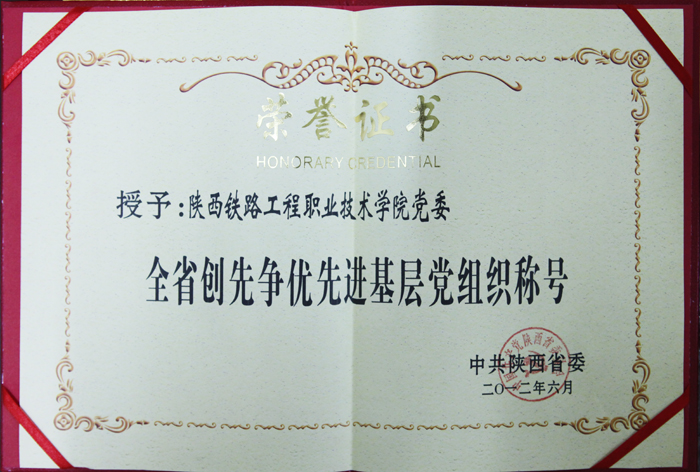 荣誉证书
HONORARY CREDENTIAL
授予:陕西铁路工程职业技术学院党委
全省创先争优先进基层党组织称号
中共陕西省委
二〇一二年六月